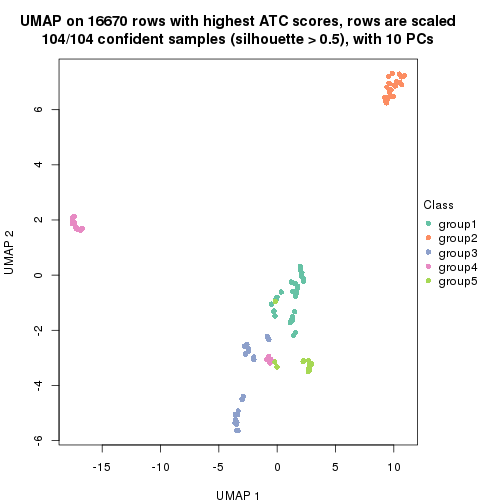 UMAP on 16670 rows with highest ATC scores, rows are scaled
104/104 confident samples (silhouette > 0.5), with 10 PCs
6
4
2
0
-2
-4
-6
UMAP 2
-15
-10
-5
0
5
10
UMAP 1
Class
group1
group2
group3
group4
group5